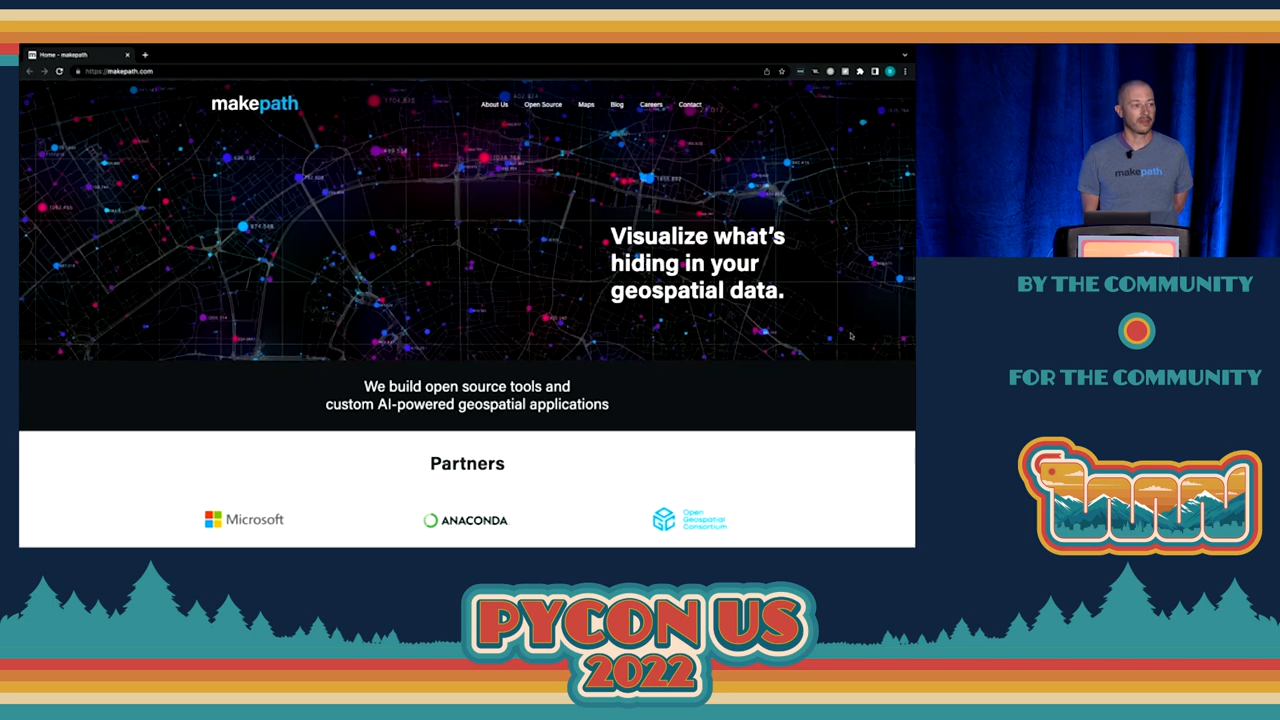 Home - makepath
https://makepath.com
makepath
About Us
Open Source
Maps
Blog
Careers
Contact
Visualize what's
hiding in your
geospatial data.
We build open source tools and
custom AI-powered geospatial applications
Partners
Microsoft
ANACONDA
Open
Geospatial
Consortium
makepath
BY THE COMMUNITY
FOR THE COMMUNITY
PYCON US
2022